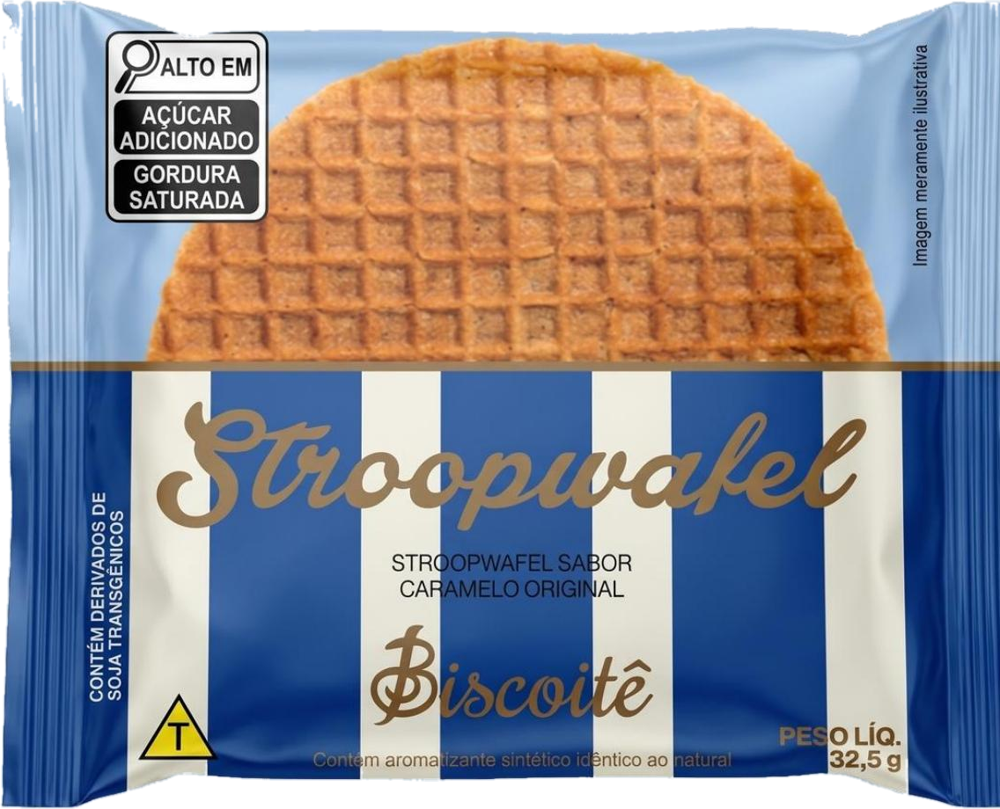 ALTO EM
AÇÚCAR
ADICIONADO
GORDURA
SATURADA
Imagem meramente ilustrativa
Stroopwafel
STROOPWAFEL SABOR
CARAMELO ORIGINAL
Biscoitê
CONTÉM DERIVADOS DE
SOJA TRANSGÊNICOS
T
Contém aromatizante sintético idêntico ao natural
PESO LÍQ.
32,5 g